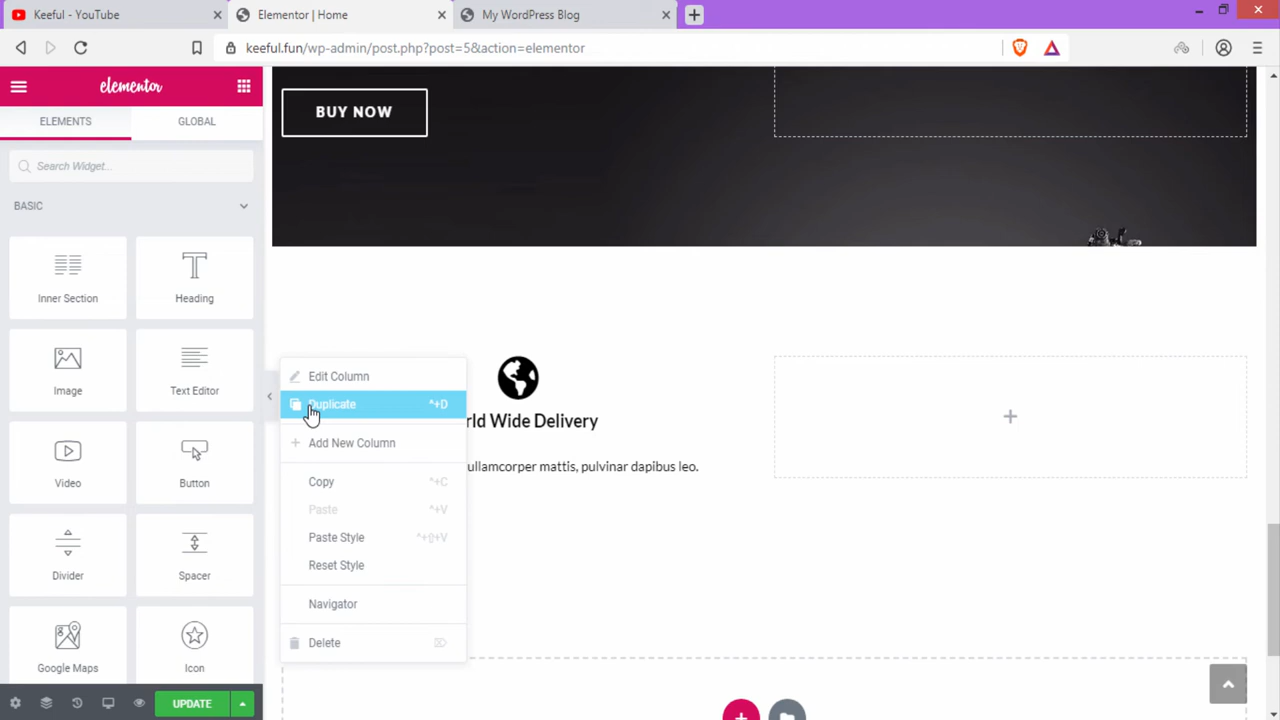 Keeful - YouTube
Elementor | Home
My WordPress Blog
keeful.fun/wp-admin/post.php?post=5&action=elementor
elementor
ELEMENTS
GLOBAL
Search Widget...
BASIC
Inner Section
Heading
Image
Text Editor
Video
Button
Divider
Spacer
Google Maps
Icon
UPDATE
BUY NOW
Edit Column
Duplicate ^+D
Add New Column
Copy ^+C
Paste ^+V
Paste Style ^+⇧+V
Reset Style
Navigator
Delete ⌦
rld Wide Delivery
ullamcorper mattis, pulvinar dapibus leo.